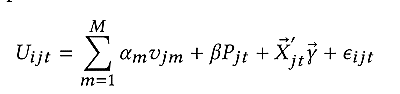 $U_{ijt} = \sum_{m=1}^{M} \alpha_m v_{jm} + \beta P_{jt} + \vec{X}'_{jt} \vec{\gamma} + \epsilon_{ijt}$